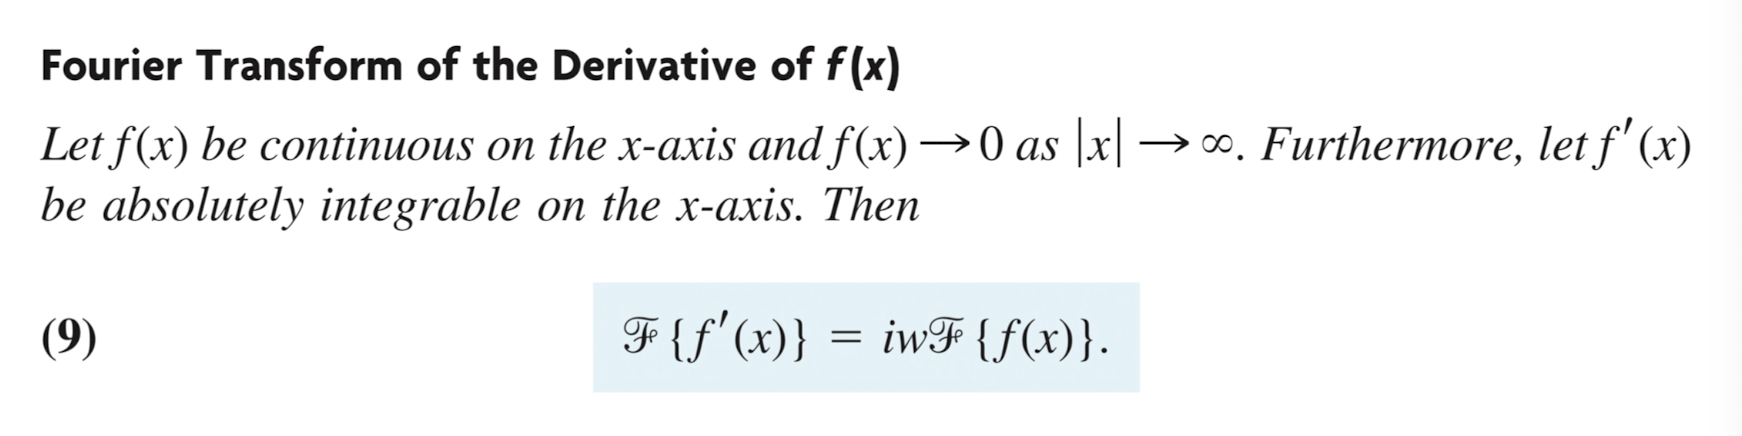 Fourier Transform of the Derivative of f(x)
Let f(x) be continuous on the x-axis and f(x) → 0 as |x| → ∞. Furthermore, let f′(x)
be absolutely integrable on the x-axis. Then
(9) ℱ{f′(x)} = iwℱ{f(x)}.